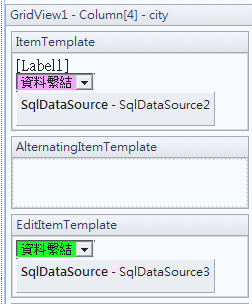 GridView1 - Column[4] - city
ItemTemplate
[Label1]
資料繫結
SqlDataSource - SqlDataSource2
AlternatingItemTemplate
EditItemTemplate
資料繫結
SqlDataSource - SqlDataSource3